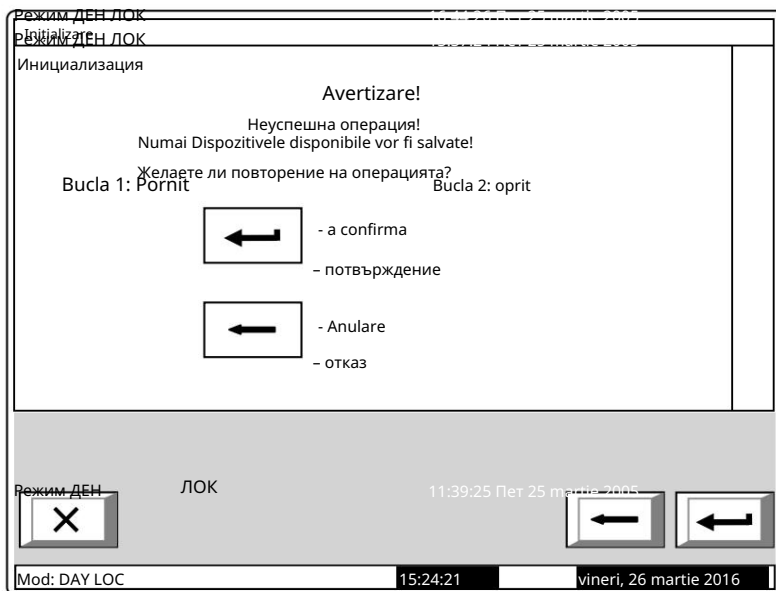 Режим ДЕН ЛОК
Initializare
Режим ДЕН ЛОК
Инициализация
Avertizare!
Неуспешна операция!
Numai Dispozitivele disponibile vor fi salvate!
Желаете ли повторение на операцията?
Bucla 1: Pornit
Bucla 2: oprit
- a confirma
– потвърждение
- Anulare
– отказ
Режим ДЕН
ЛОК
11:39:25 Пет 25 martie 2005
Mod: DAY LOC
15:24:21
vineri, 26 martie 2016